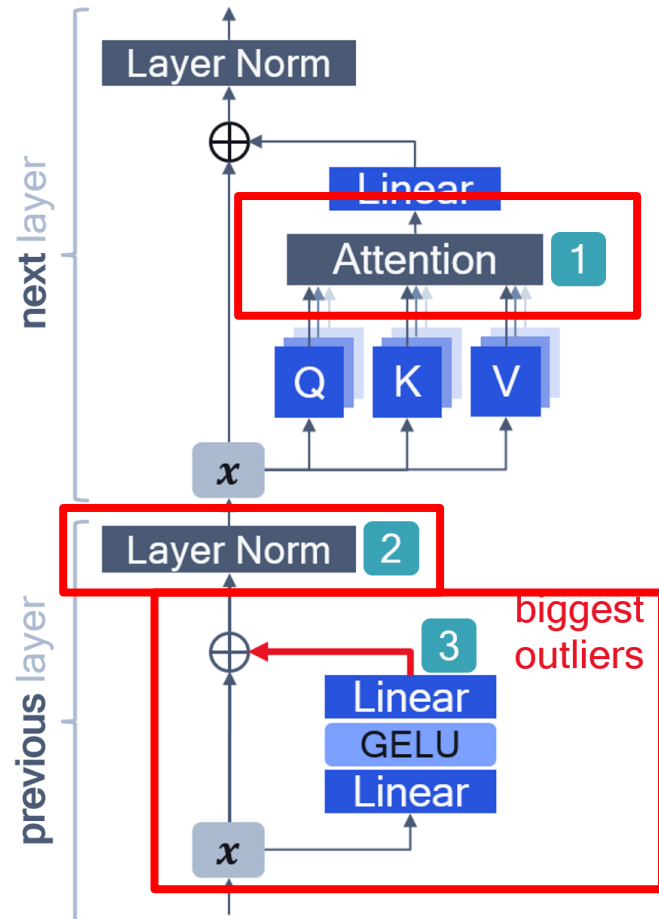 Layer Norm
Linear
Attention
1
Q
K
V
x
next layer
Layer Norm
2
biggest
outliers
3
Linear
GELU
Linear
x
previous layer